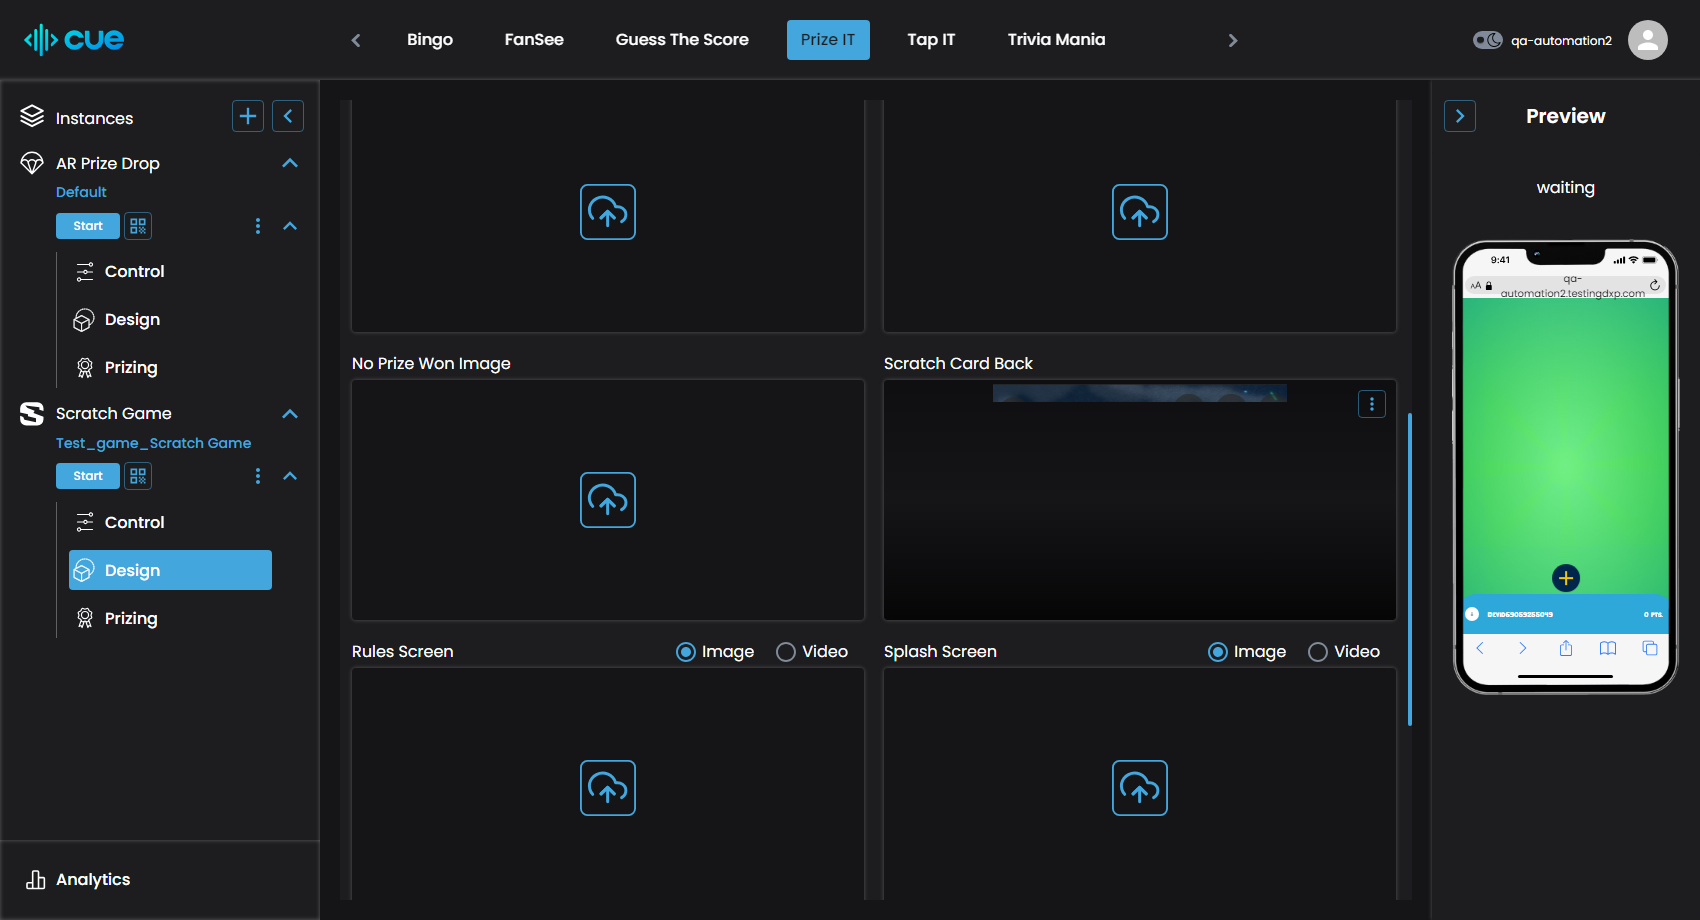 cue
Bingo
FanSee
Guess The Score
Prize IT
Tap IT
Trivia Mania
qa-automation2
Instances
AR Prize Drop
Default
Start
Control
Design
Prizing
Scratch Game
Test_game_Scratch Game
Start
Control
Design
Prizing
Analytics
No Prize Won Image
Scratch Card Back
Rules Screen
Image
Video
Splash Screen
Image
Video
Preview
waiting
9:41
AA
qa-
automation2.testingdxp.com
0 PTS.